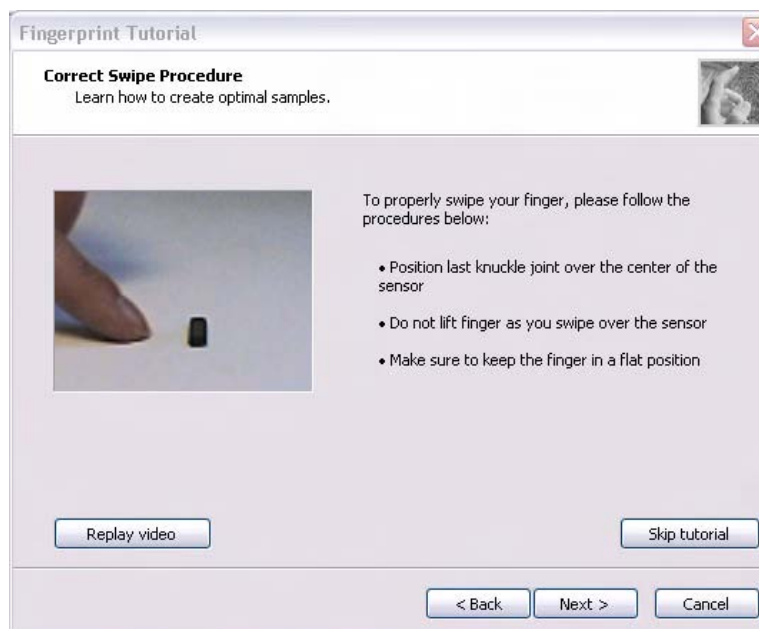 Fingerprint Tutorial
Correct Swipe Procedure
Learn how to create optimal samples.
To properly swipe your finger, please follow the
procedures below:
• Position last knuckle joint over the center of the
sensor
• Do not lift finger as you swipe over the sensor
• Make sure to keep the finger in a flat position
Replay video
Skip tutorial
< Back
Next >
Cancel